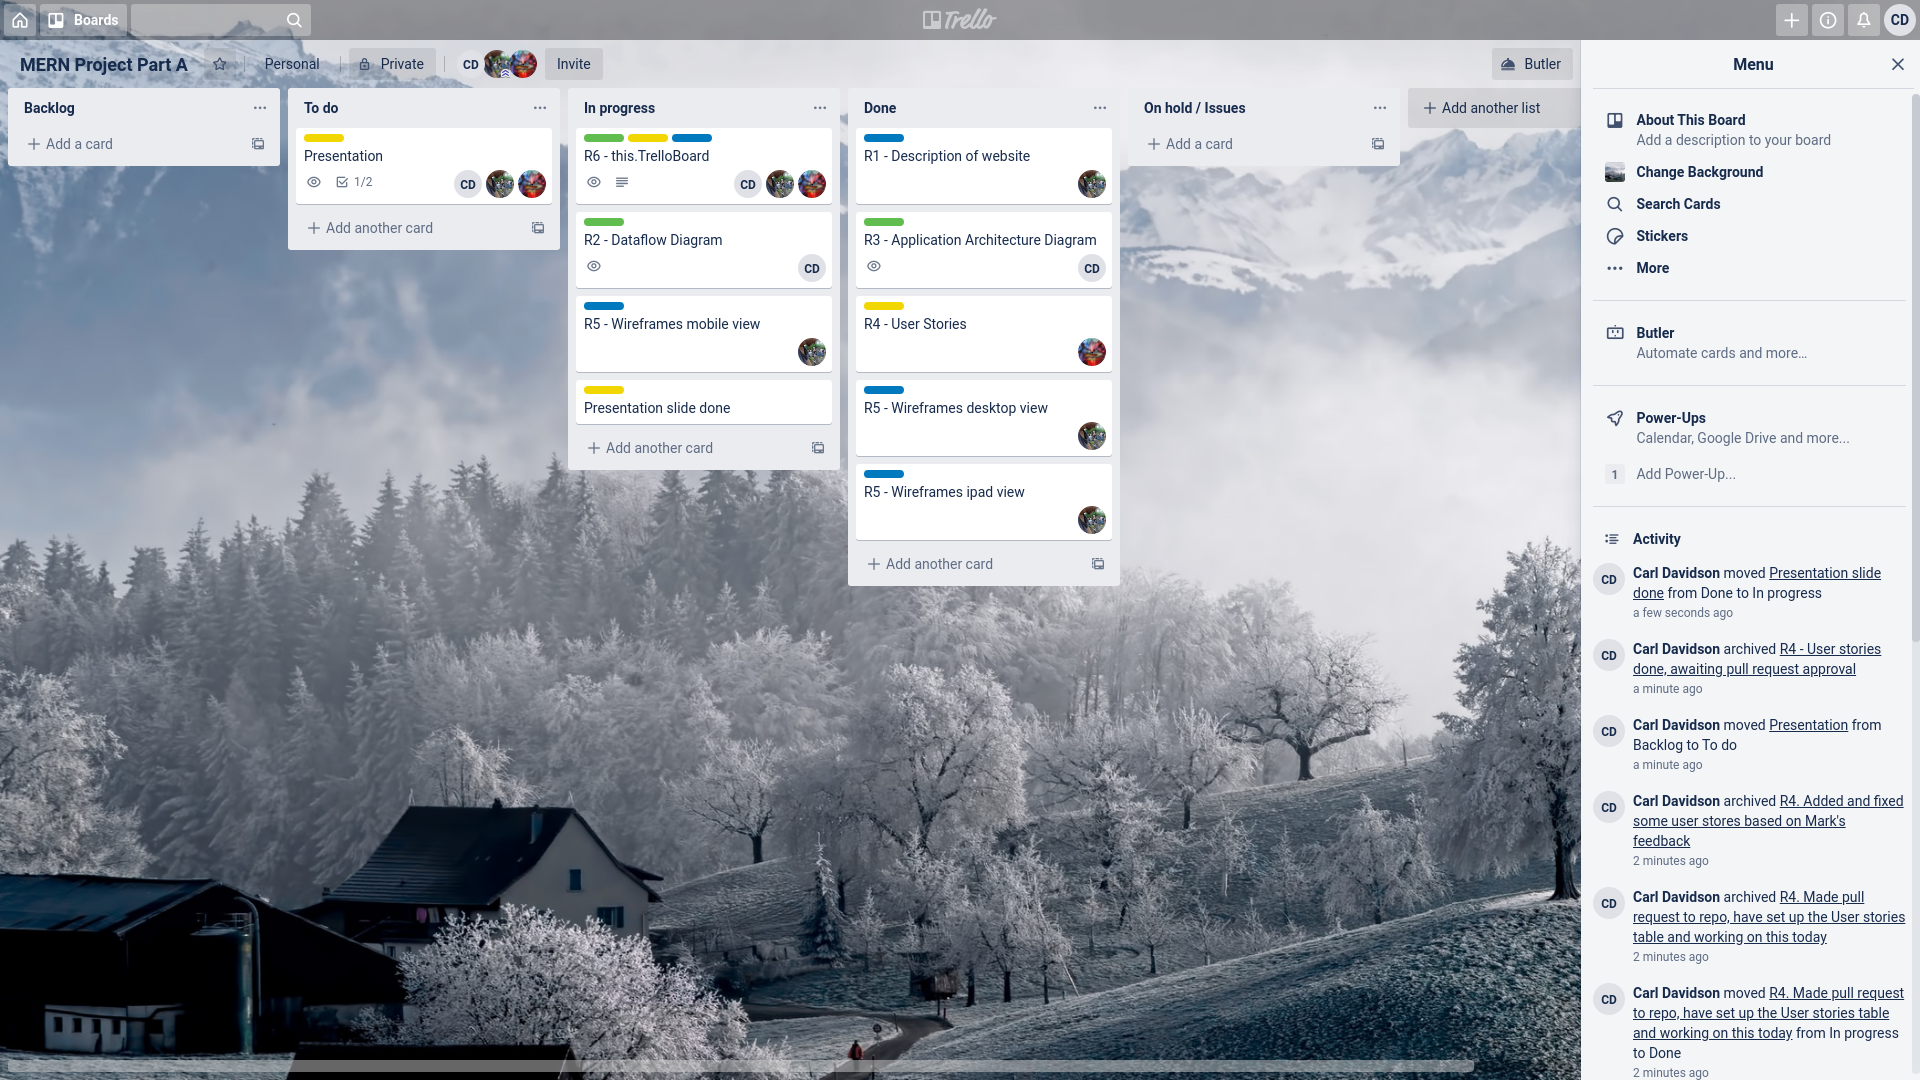 Boards
Trello
CD
MERN Project Part A
Personal
Private
CD
Invite
Butler
Backlog
Add a card
To do
Presentation
1/2
CD
Add another card
In progress
R6 - this.TrelloBoard
CD
R2 - Dataflow Diagram
CD
R5 - Wireframes mobile view
Presentation slide done
Add another card
Done
R1 - Description of website
R3 - Application Architecture Diagram
CD
R4 - User Stories
R5 - Wireframes desktop view
R5 - Wireframes ipad view
Add another card
On hold / Issues
Add a card
Add another list
Menu
About This Board
Add a description to your board
Change Background
Search Cards
Stickers
More
Butler
Automate cards and more...
Power-Ups
Calendar, Google Drive and more...
1 Add Power-Up...
Activity
CD
Carl Davidson moved Presentation slide
done from Done to In progress
a few seconds ago
CD
Carl Davidson archived R4 - User stories
done, awaiting pull request approval
a minute ago
CD
Carl Davidson moved Presentation from
Backlog to To do
a minute ago
CD
Carl Davidson archived R4. Added and fixed
some user stores based on Mark's
feedback
2 minutes ago
CD
Carl Davidson archived R4. Made pull
request to repo, have set up the User stories
table and working on this today
2 minutes ago
CD
Carl Davidson moved R4. Made pull request
to repo, have set up the User stories table
and working on this today from In progress
to Done
2 minutes ago